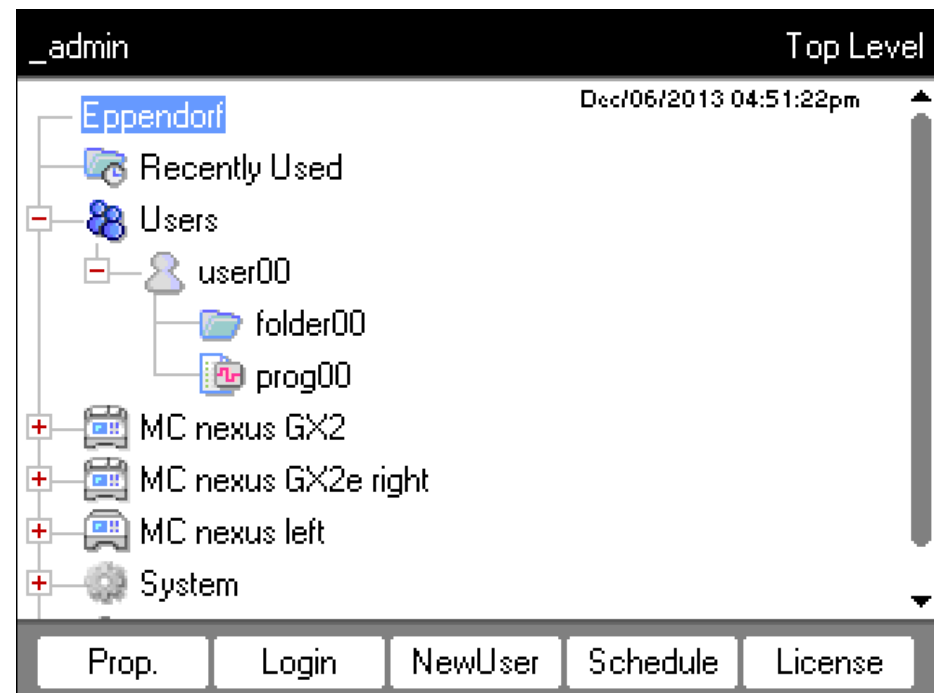 _admin Top Level
Dec/06/2013 04:51:22pm
Eppendorf
Recently Used
Users
user00
folder00
prog00
MC nexus GX2
MC nexus GX2e right
MC nexus left
System
Prop. Login NewUser Schedule License